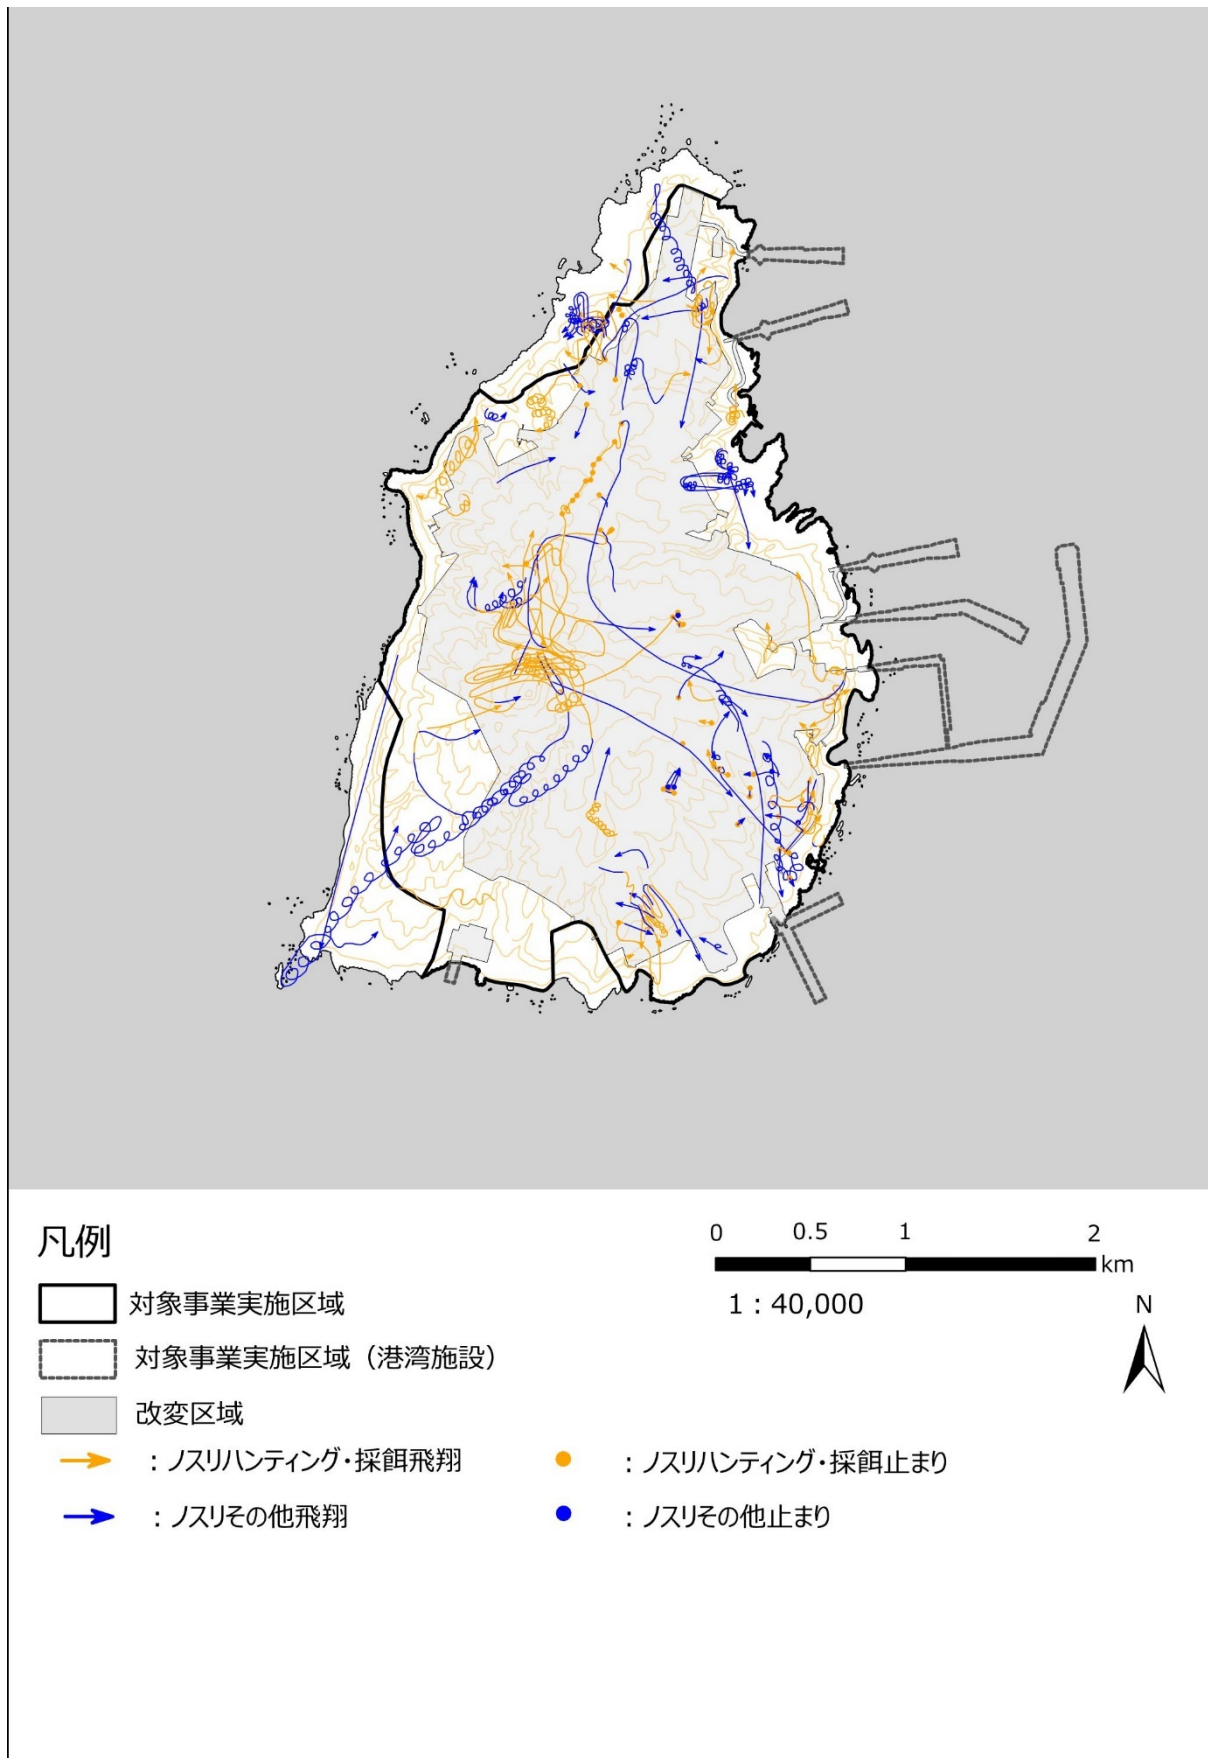 凡例
0 0.5 1 2
km
1：40,000
N
対象事業実施区域
対象事業実施区域（港湾施設）
改変区域
：ノスリハンティング・採餌飛翔
：ノスリハンティング・採餌止まり
：ノスリその他飛翔
：ノスリその他止まり